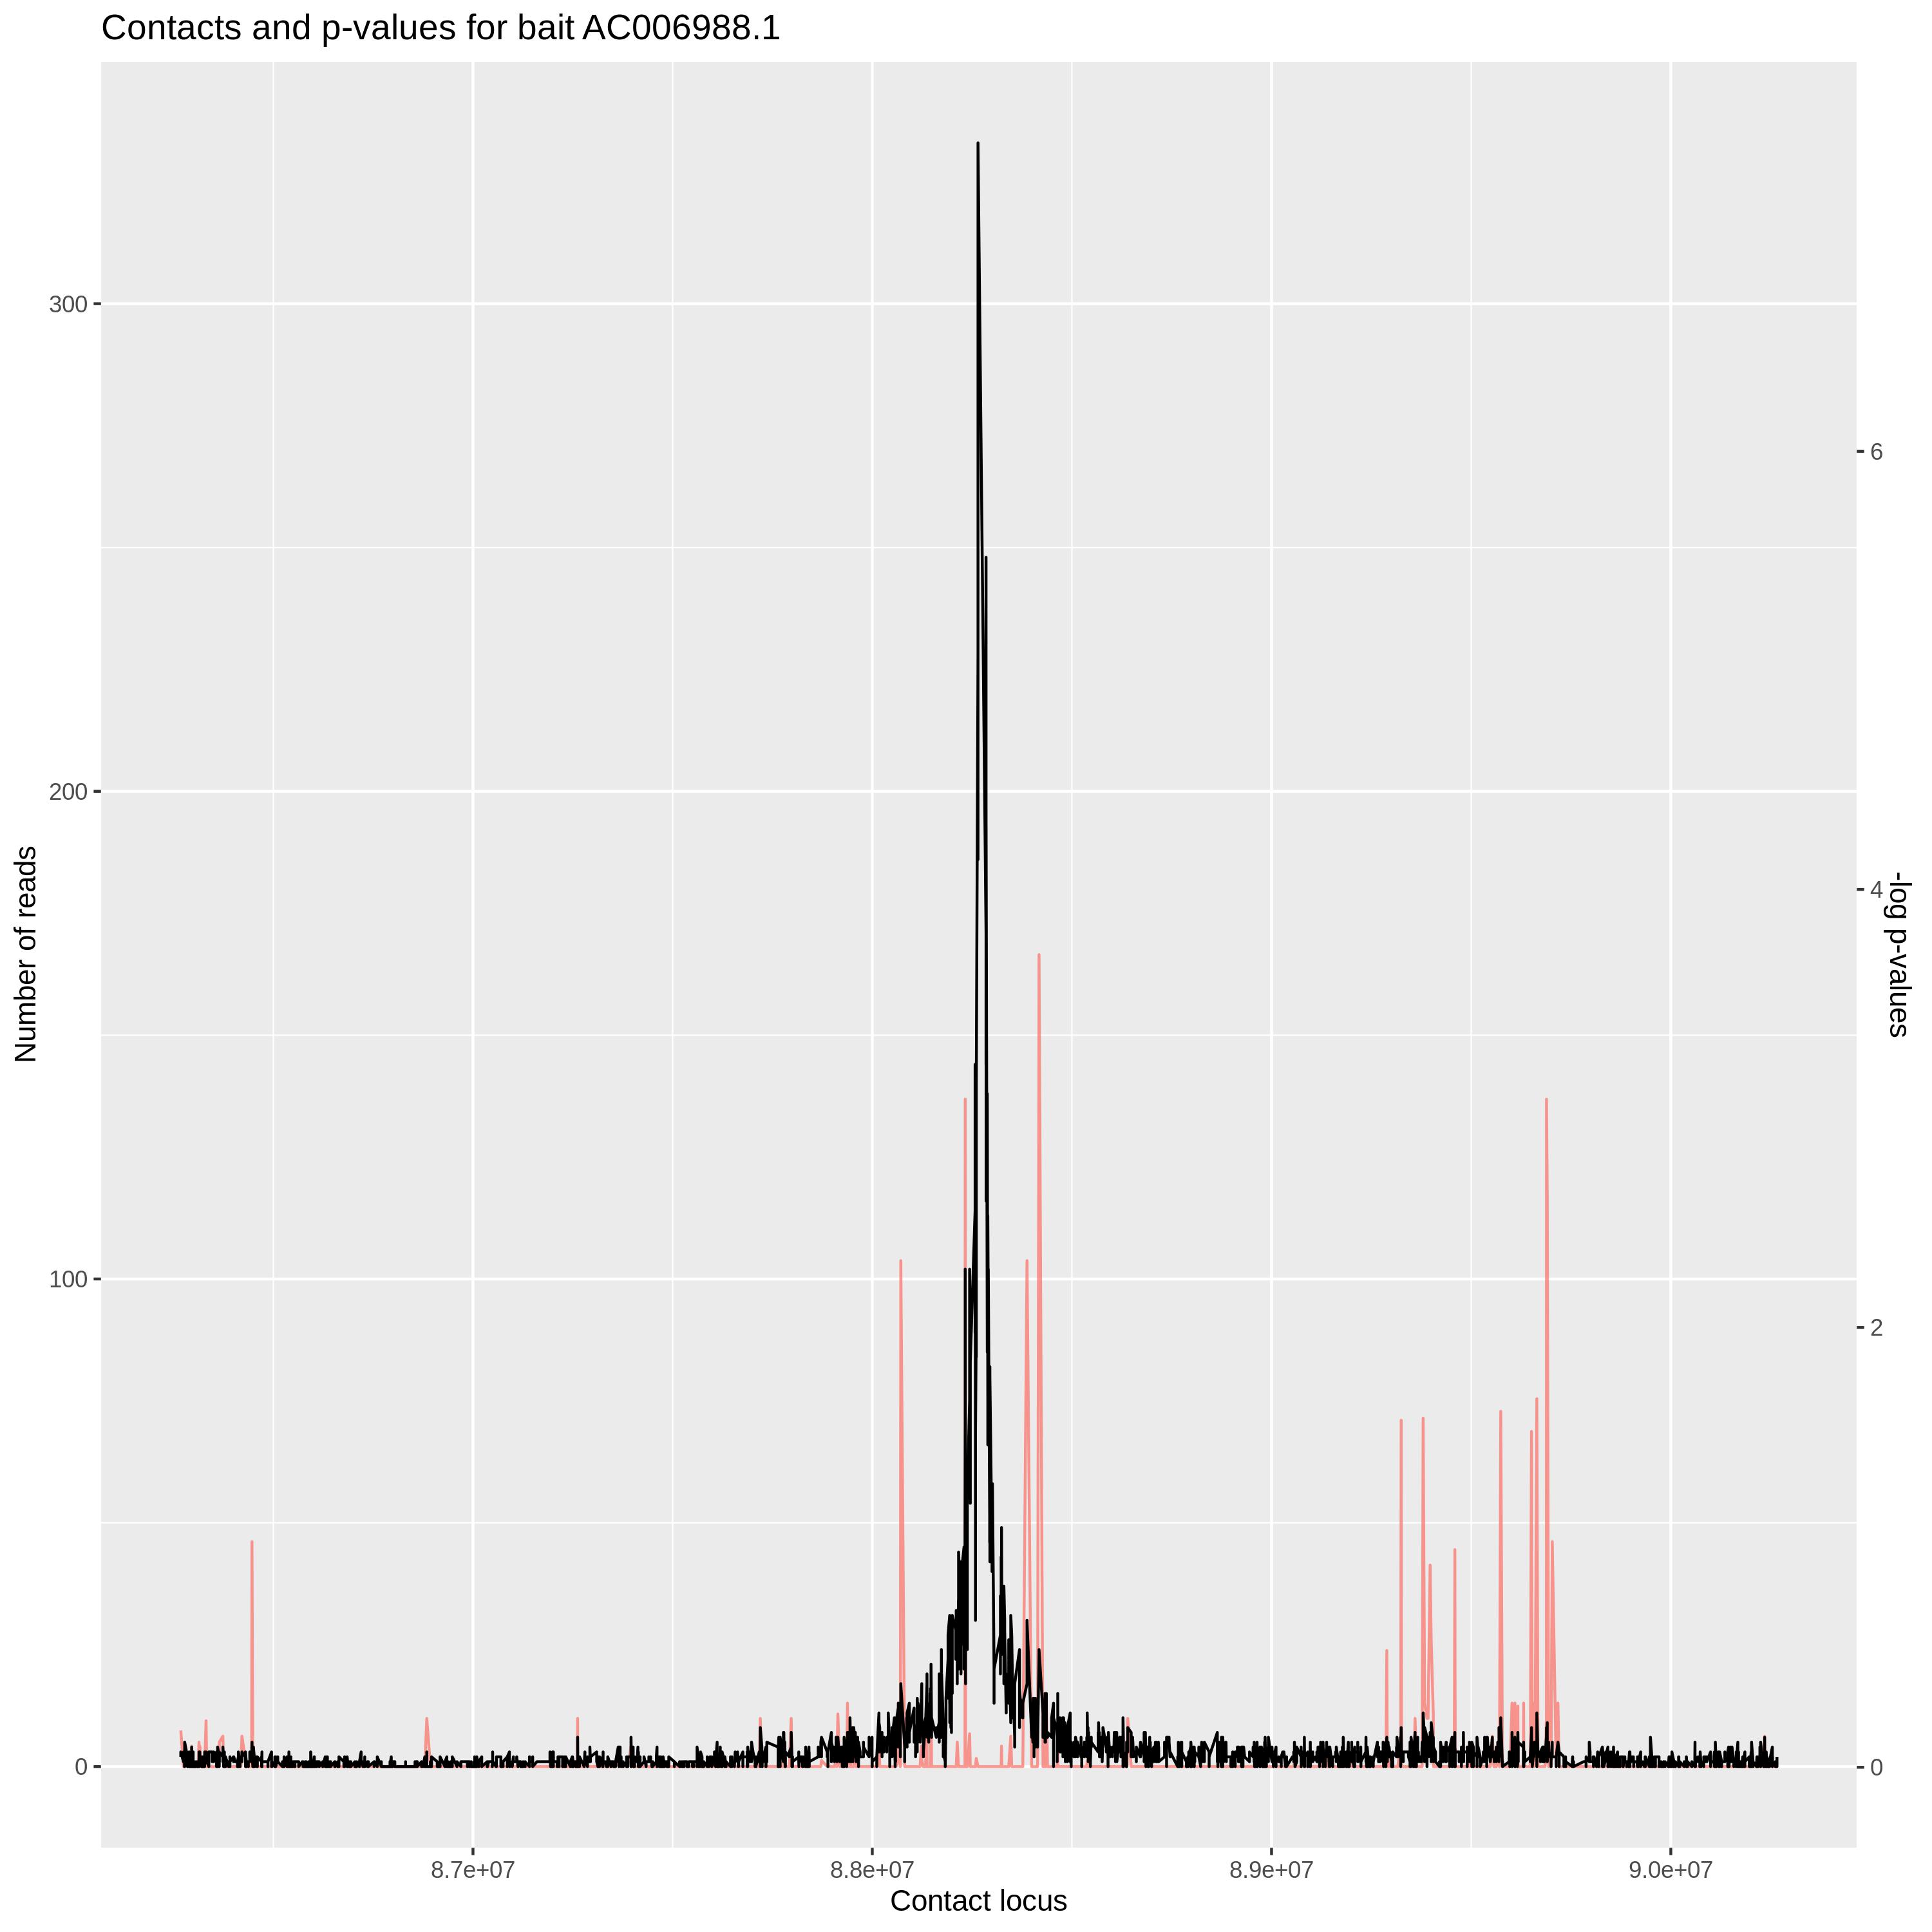 Contacts and p-values for bait AC006988.1
300
200
100
0
Number of reads
6
4
2
0
-log p-values
8.7e+07
8.8e+07
8.9e+07
9.0e+07
Contact locus